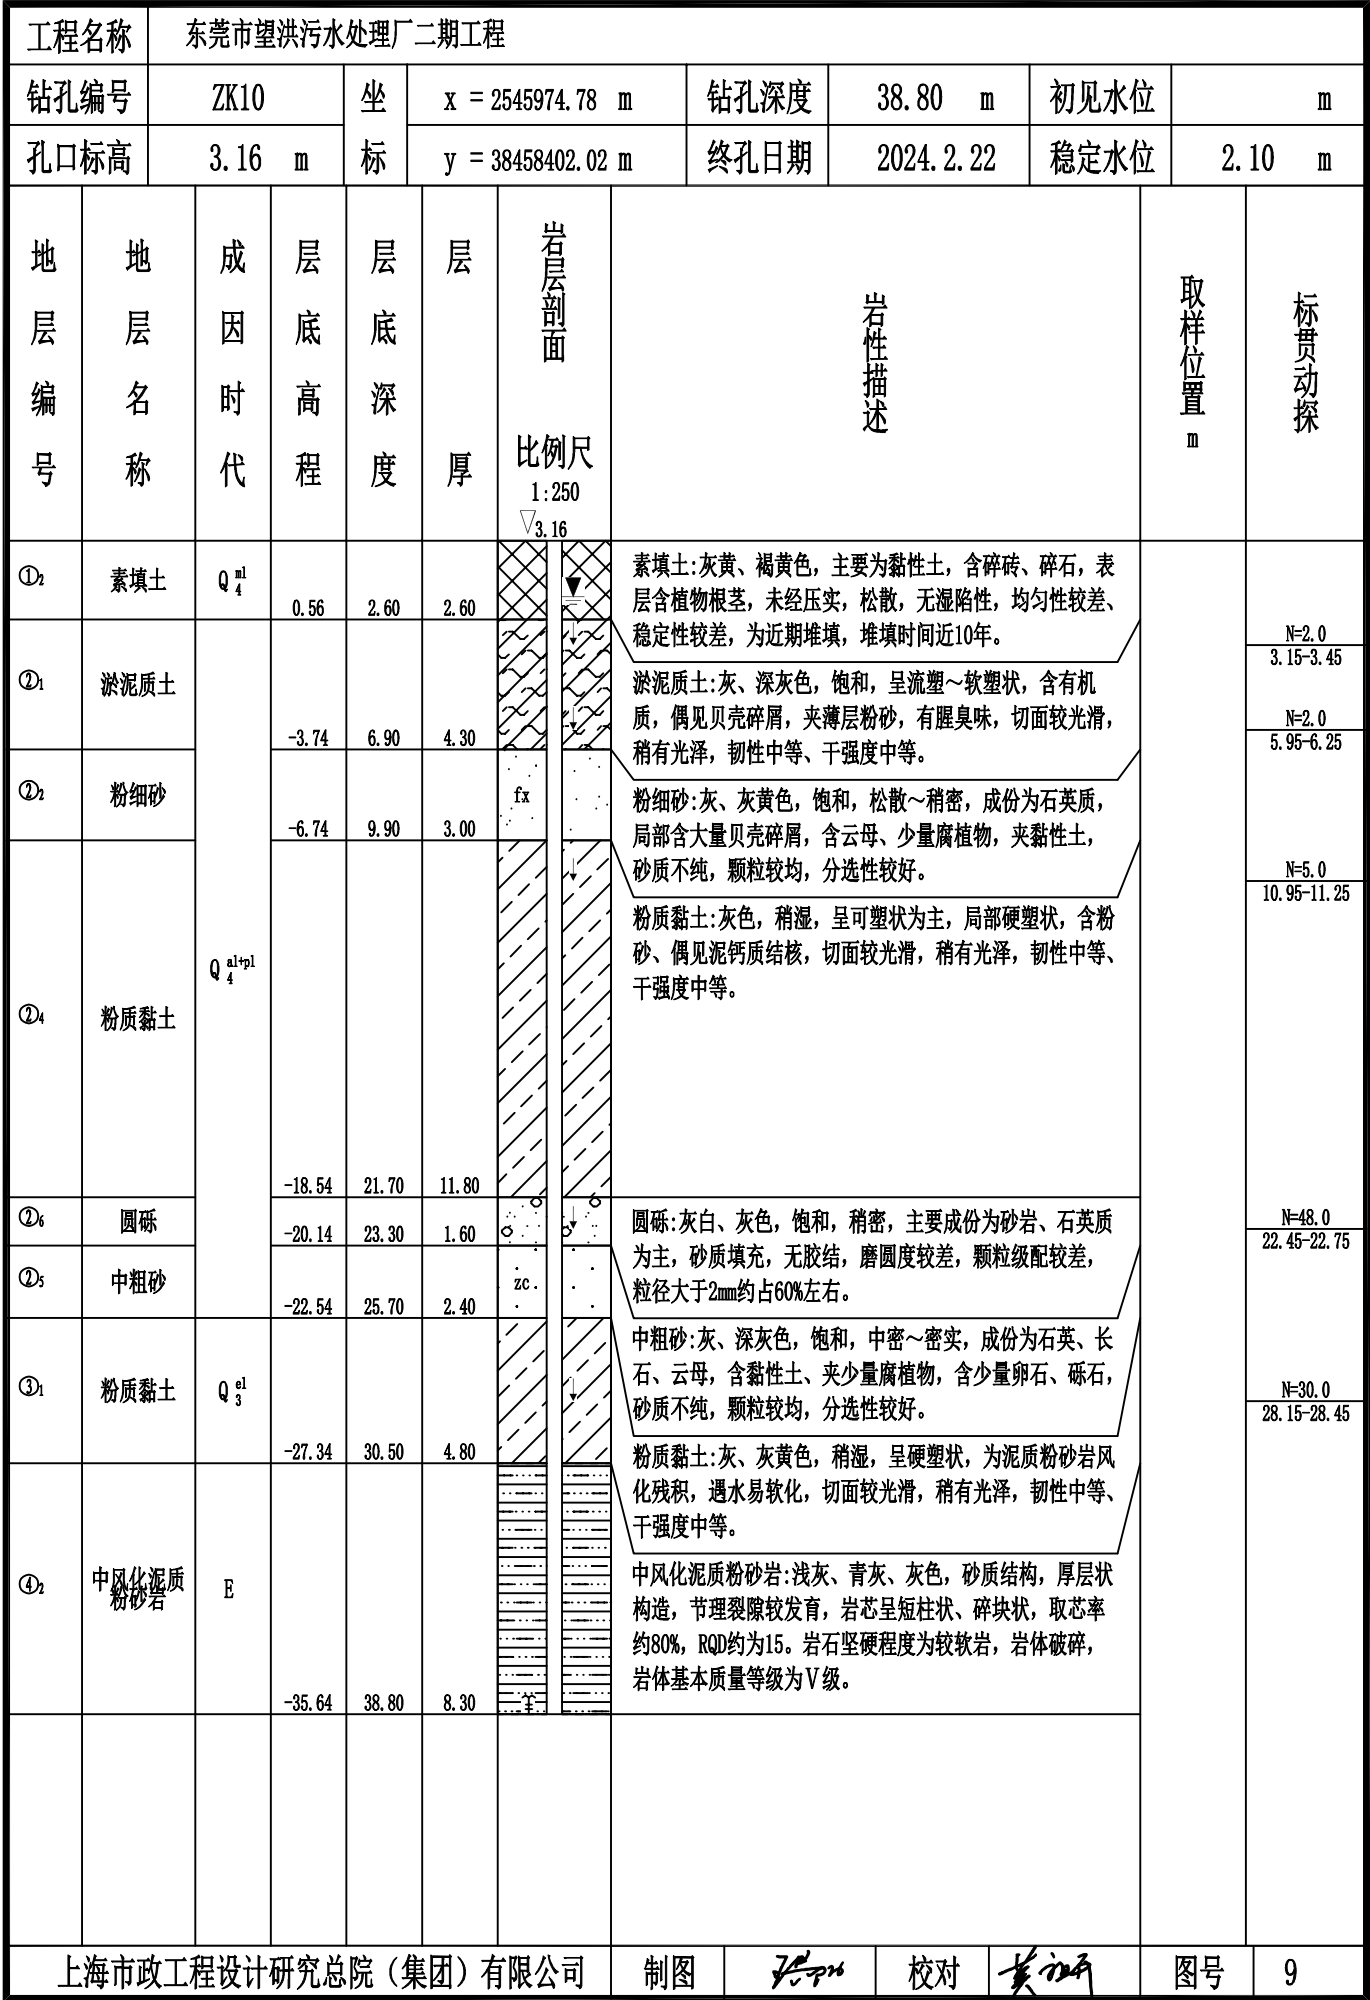 工程名称 东莞市望洪污水处理厂二期工程
钻孔编号 ZK10 坐 x = 2545974.78 m 钻孔深度 38.80 m 初见水位 m
孔口标高 3.16 m 标 y = 38458402.02 m 终孔日期 2024.2.22 稳定水位 2.10 m
地层编号 地层名称 成因时代 层底高程 层底深度 层厚 岩层剖面 岩性描述 取样位置 m 标贯动探
比例尺
1:250
3.16
①2 素填土 Q 4 ml 0.56 2.60 2.60
素填土:灰黄、褐黄色，主要为黏性土，含碎砖、碎石，表
层含植物根茎，未经压实，松散，无湿陷性，均匀性较差、
稳定性较差，为近期堆填，堆填时间近10年。
N=2.0
3.15-3.45
②1 淤泥质土 -3.74 6.90 4.30
淤泥质土:灰、深灰色，饱和，呈流塑～软塑状，含有机
质，偶见贝壳碎屑，夹薄层粉砂，有腥臭味，切面较光滑，
稍有光泽，韧性中等、干强度中等。
N=2.0
5.95-6.25
②2 粉细砂 -6.74 9.90 3.00 fx
粉细砂:灰、灰黄色，饱和，松散～稍密，成份为石英质，
局部含大量贝壳碎屑，含云母、少量腐植物，夹黏性土，
砂质不纯，颗粒较均，分选性较好。
N=5.0
10.95-11.25
②4 粉质黏土 Q 4 al+pl -18.54 21.70 11.80
粉质黏土:灰色，稍湿，呈可塑状为主，局部硬塑状，含粉
砂、偶见泥钙质结核，切面较光滑，稍有光泽，韧性中等、
干强度中等。
②6 圆砾 -20.14 23.30 1.60
圆砾:灰白、灰色，饱和，稍密，主要成份为砂岩、石英质
为主，砂质填充，无胶结，磨圆度较差，颗粒级配较差，
粒径大于2mm约占60%左右。
N=48.0
22.45-22.75
②5 中粗砂 -22.54 25.70 2.40 zc
中粗砂:灰、深灰色，饱和，中密～密实，成份为石英、长
石、云母，含黏性土、夹少量腐植物，含少量卵石、砾石，
砂质不纯，颗粒较均，分选性较好。
③1 粉质黏土 Q 3 el -27.34 30.50 4.80
N=30.0
28.15-28.45
粉质黏土:灰、灰黄色，稍湿，呈硬塑状，为泥质粉砂岩风
化残积，遇水易软化，切面较光滑，稍有光泽，韧性中等、
干强度中等。
④2 中风化泥质
粉砂岩 E -35.64 38.80 8.30
中风化泥质粉砂岩:浅灰、青灰、灰色，砂质结构，厚层状
构造，节理裂隙较发育，岩芯呈短柱状、碎块状，取芯率
约80%，RQD约为15。岩石坚硬程度为较软岩，岩体破碎，
岩体基本质量等级为Ⅴ级。
上海市政工程设计研究总院（集团）有限公司 制图 校对 图号 9